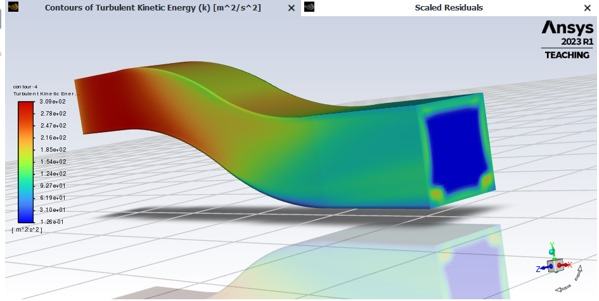 Contours of Turbulent Kinetic Energy (k) [m^2/s^2]
Scaled Residuals
Ansys
2023 R1
TEACHING
contour-4
Turbulent Kinetic Ener...
3.09e+02
2.78e+02
2.47e+02
2.16e+02
1.85e+02
1.54e+02
1.24e+02
9.27e+01
6.19e+01
3.10e+01
1.26e-01
[ m^2/s^2 ]
Y
Z
X